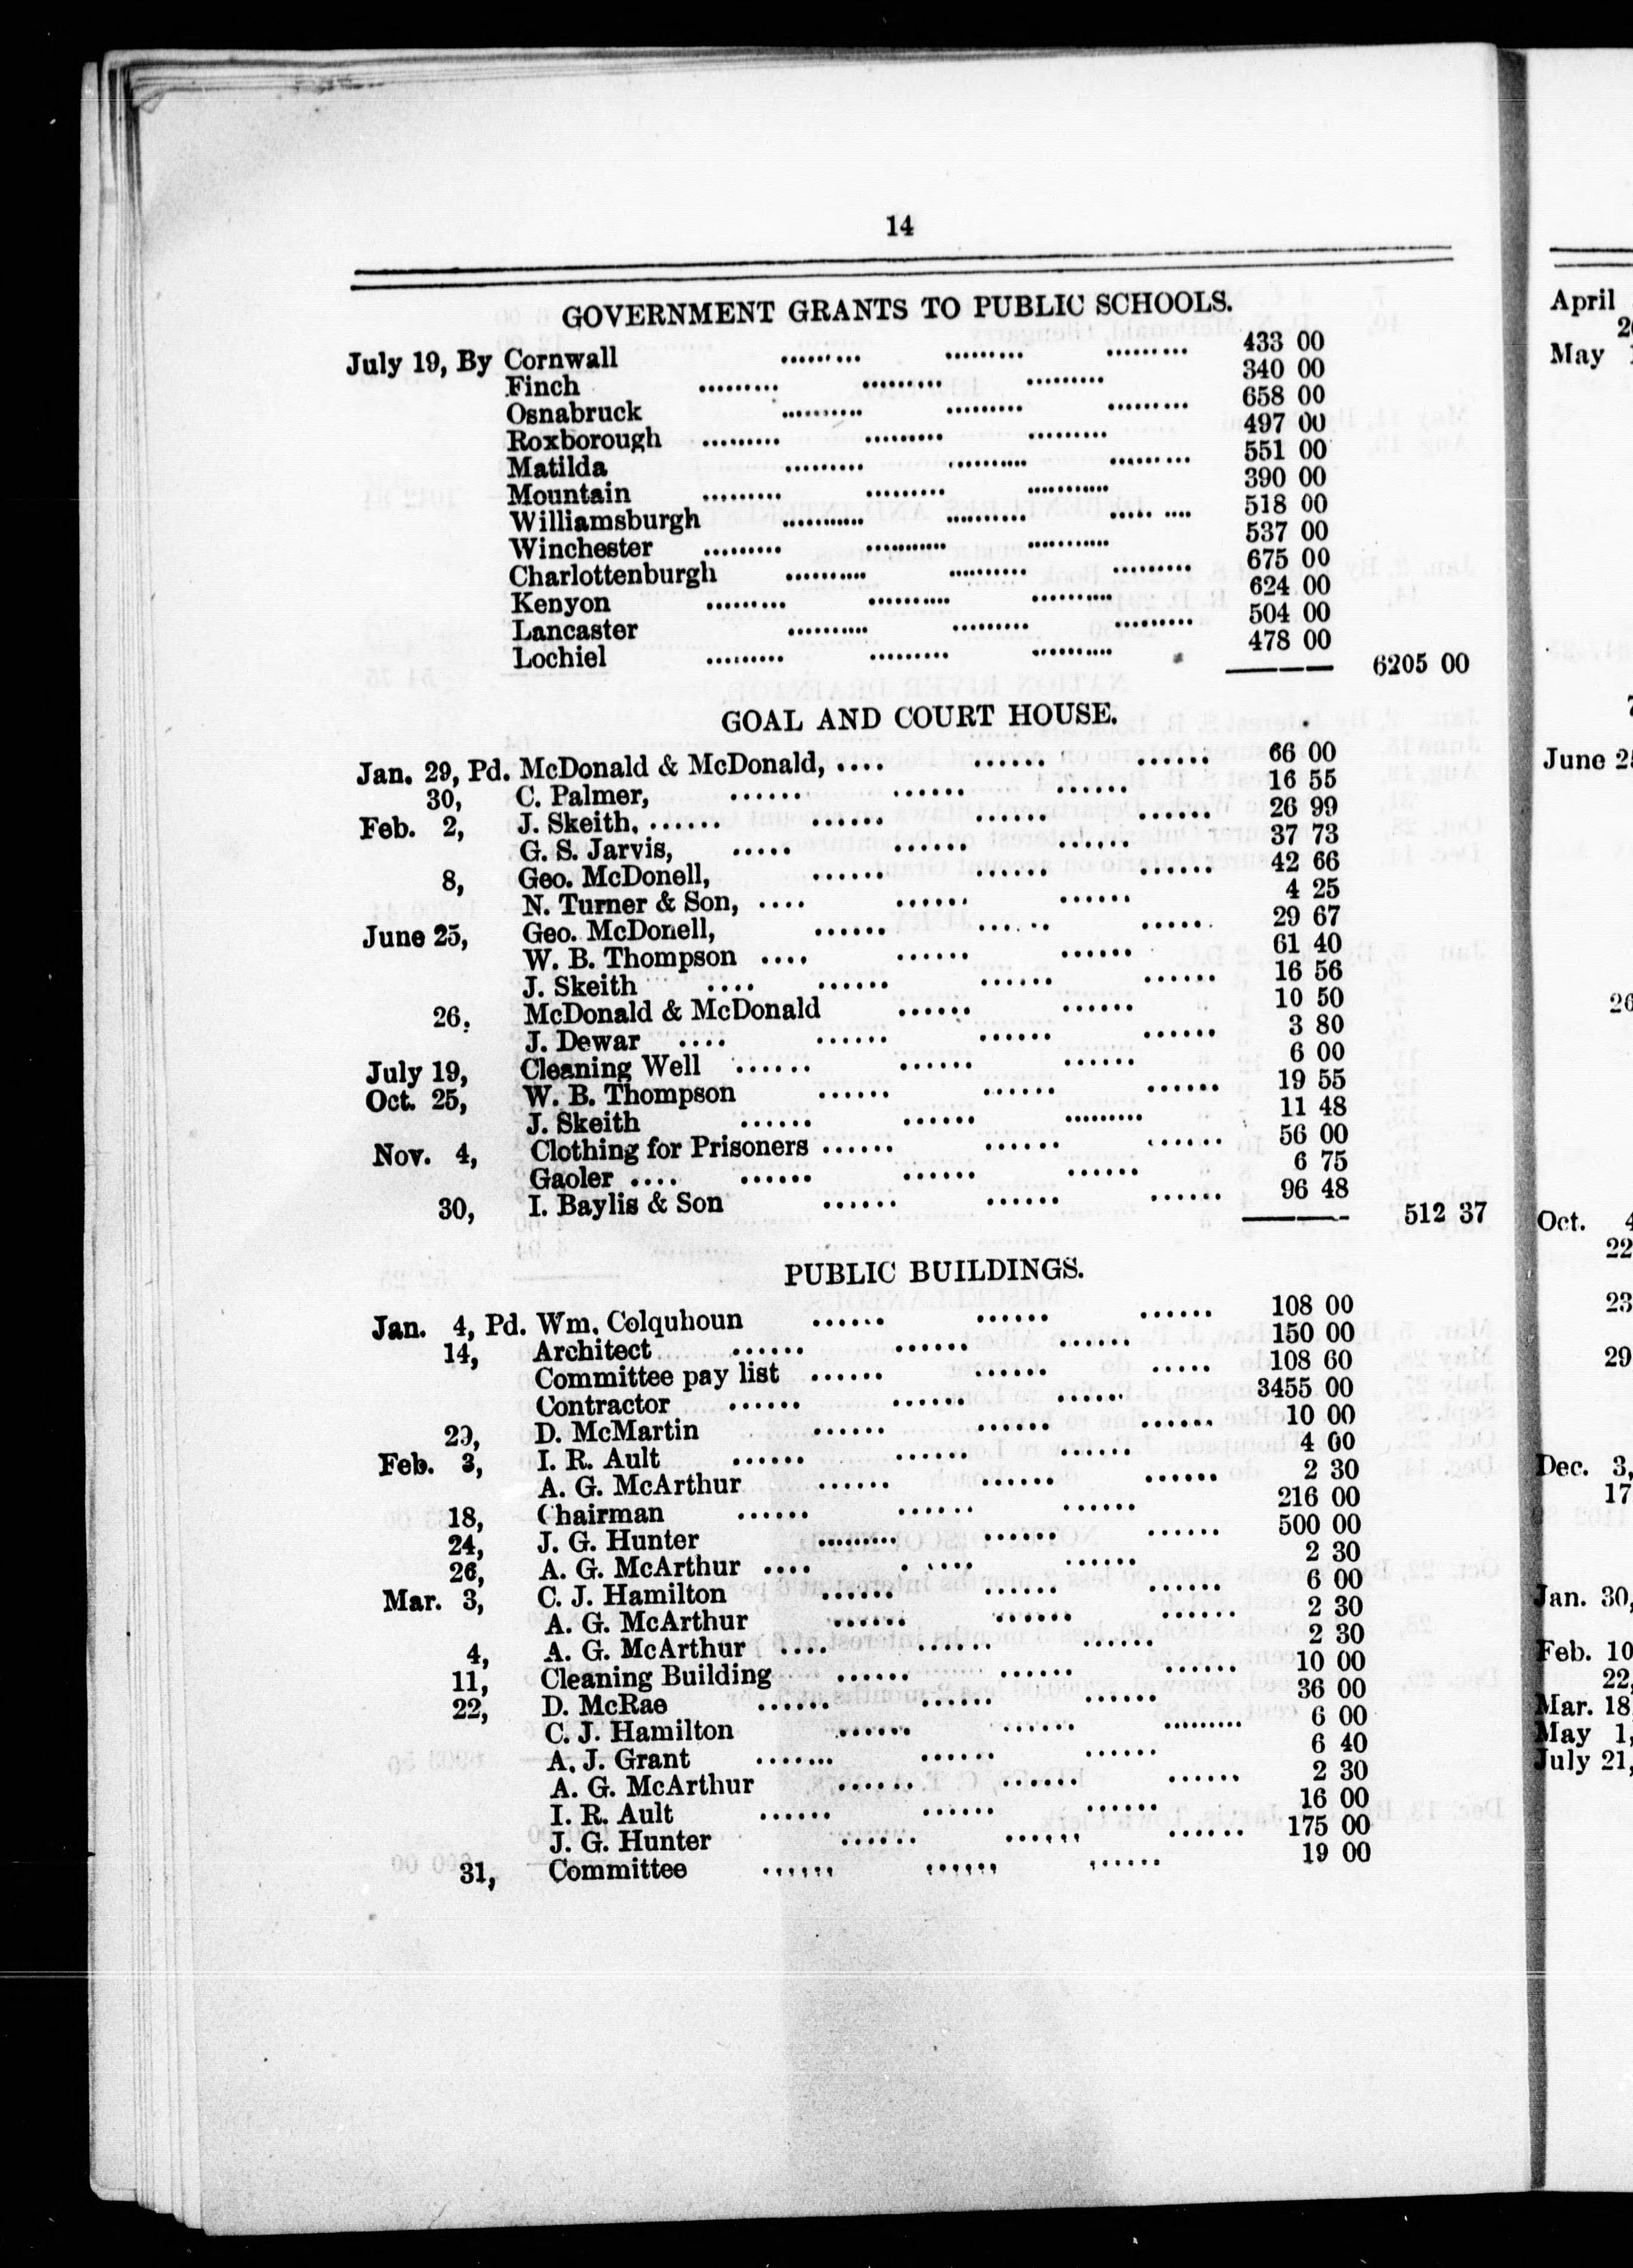 14
GOVERNMENT GRANTS TO PUBLIC SCHOOLS.
July 19, By Cornwall ......... ......... ......... 433 00
Finch ......... ......... ......... 340 00
Osnabruck ......... ......... ......... 658 00
Roxborough ......... ......... ......... 497 00
Matilda ......... ......... ......... 551 00
Mountain ......... ......... ......... 390 00
Williamsburgh ......... ......... ......... 518 00
Winchester ......... ......... ......... 537 00
Charlottenburgh ......... ......... ......... 675 00
Kenyon ......... ......... ......... 624 00
Lancaster ......... ......... ......... 504 00
Lochiel ......... ......... ......... 478 00
6205 00
GOAL AND COURT HOUSE.
Jan. 29, Pd. McDonald & McDonald, .... ...... ...... 66 00
30, C. Palmer, ...... ...... ...... 16 55
Feb. 2, J. Skeith. ...... ...... ...... 26 99
G. S. Jarvis, ..... ...... ...... 37 73
8, Geo. McDonell, ...... ...... ...... 42 66
N. Turner & Son, .... ...... ...... 4 25
June 25, Geo. McDonell, ...... ...... ...... 29 67
W. B. Thompson .... ...... ...... 61 40
J. Skeith .... ...... ...... ...... 16 56
26, McDonald & McDonald ...... ...... 10 50
J. Dewar .... ...... ...... ...... 3 80
July 19, Cleaning Well ...... ...... ...... 6 00
Oct. 25, W. B. Thompson ...... ...... ...... 19 55
J. Skeith ...... ...... ......... 11 48
Nov. 4, Clothing for Prisoners ...... ...... ...... 56 00
Gaoler .... ...... ...... ...... 6 75
30, I. Baylis & Son ...... ...... ...... 96 48
512 37
PUBLIC BUILDINGS.
Jan. 4, Pd. Wm. Colquhoun ...... ...... ...... 108 00
14, Architect ...... ...... ...... 150 00
Committee pay list ...... ...... ..... 108 60
Contractor ...... ...... ...... 3455 00
29, D. McMartin ...... ...... ...... 10 00
Feb. 3, I. R. Ault ...... ...... ...... 4 00
A. G. McArthur ...... ...... ...... 2 30
18, Chairman ...... ...... ...... 216 00
24, J. G. Hunter ......... ...... ...... 500 00
26, A. G. McArthur .... ...... ...... 2 30
Mar. 3, C. J. Hamilton ...... ...... ...... 6 00
A. G. McArthur ...... ...... ...... 2 30
4, A. G. McArthur .... ...... ...... 2 30
11, Cleaning Building ...... ...... ...... 10 00
22, D. McRae ...... ...... ...... 36 00
C. J. Hamilton ...... ...... ......... 6 00
A. J. Grant ........ ...... ...... 6 40
A. G. McArthur ...... ...... ...... 2 30
I. R. Ault ...... ...... ...... 16 00
J. G. Hunter ...... ...... ...... 175 00
31, Committee ...... ...... ...... 19 00
April
May
June
Oct.
22
23
29
Dec. 3,
17
Jan. 30,
Feb. 10
22,
Mar. 18
May 1,
July 21,